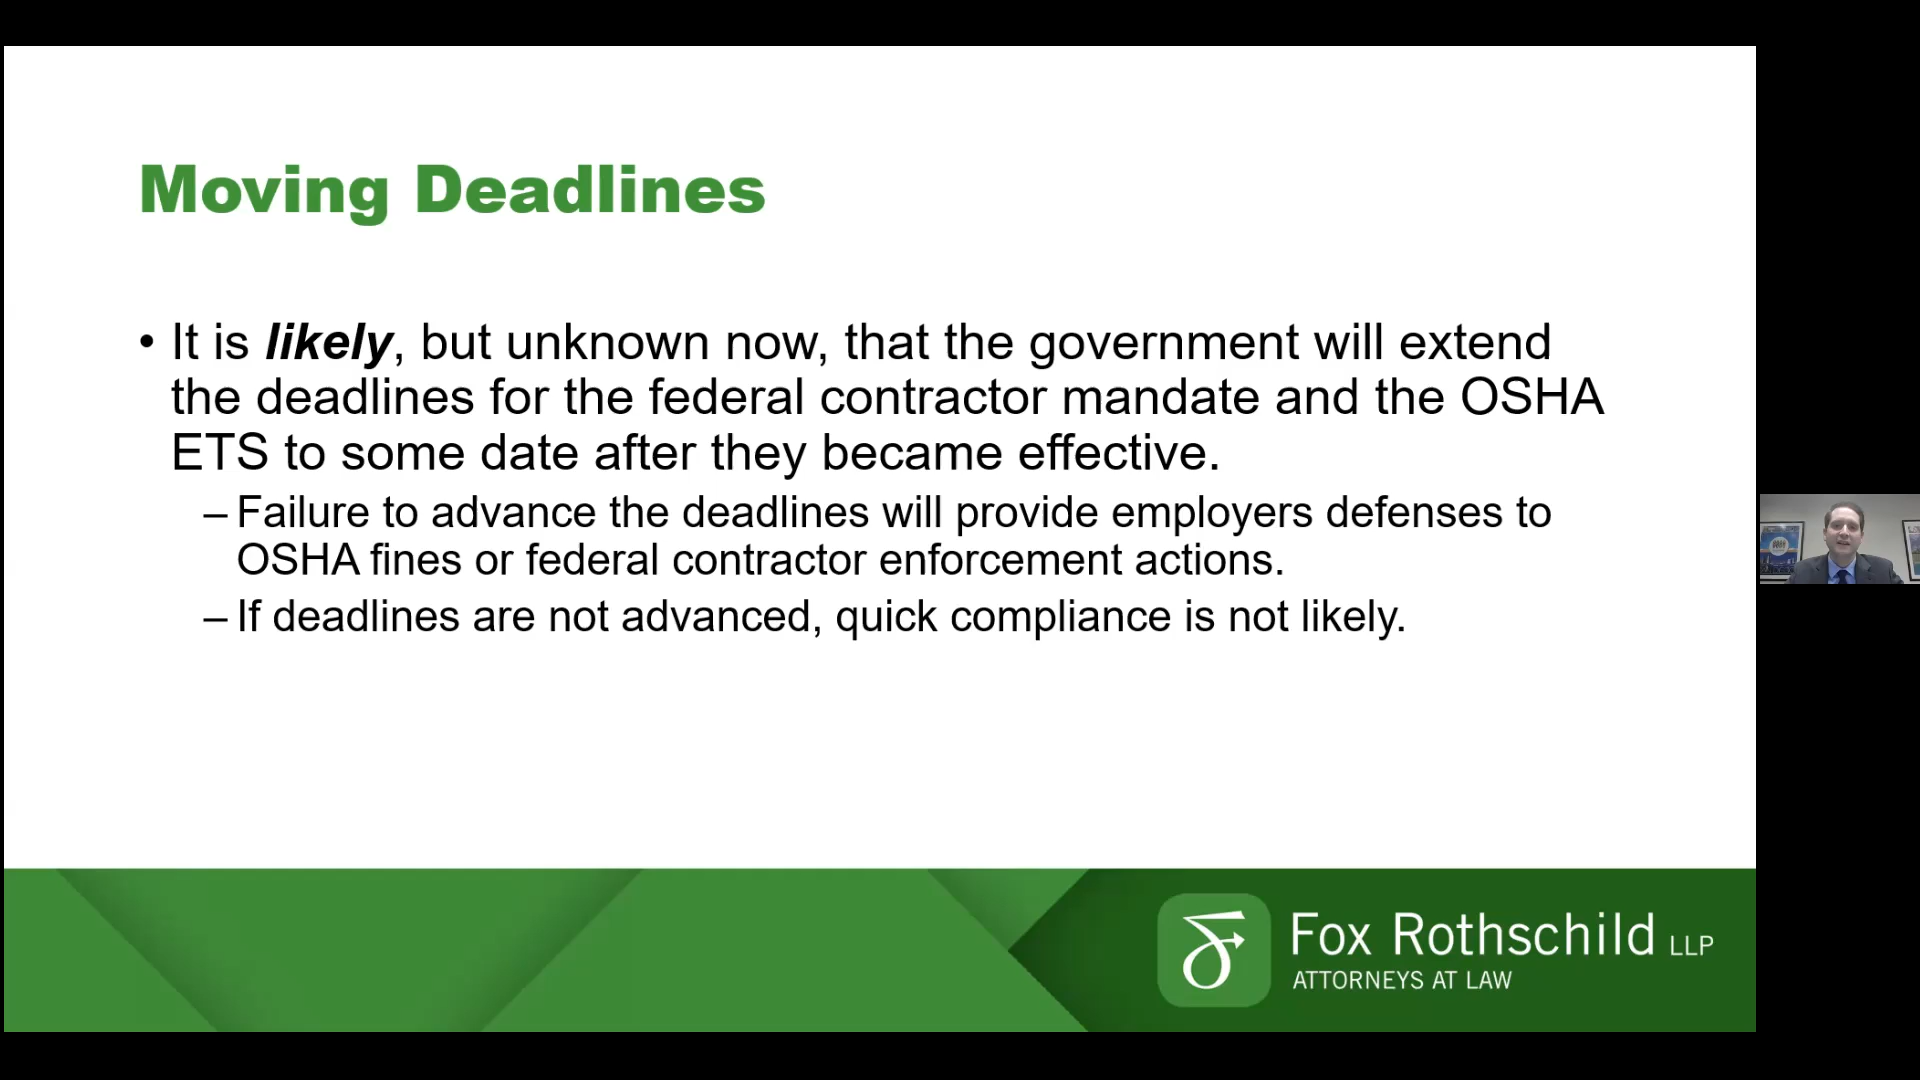 Moving Deadlines
• It is likely, but unknown now, that the government will extend
the deadlines for the federal contractor mandate and the OSHA
ETS to some date after they became effective.
– Failure to advance the deadlines will provide employers defenses to
OSHA fines or federal contractor enforcement actions.
– If deadlines are not advanced, quick compliance is not likely.
Fox Rothschild LLP
ATTORNEYS AT LAW